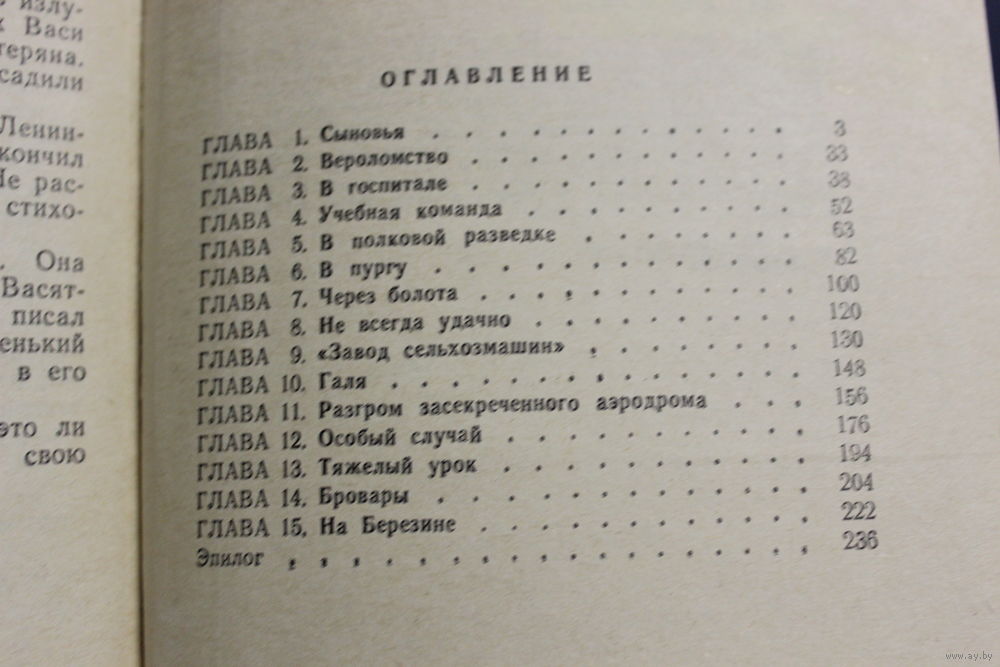 излу-
Васи
теряна.
садили
Ленин-
кончил
Не рас-
стихо-
Она
Васят-
писал
енький
в его
это ли
свою
ОГЛАВЛЕНИЕ
ГЛАВА 1. Сыновья . . . . . . . . . . . 3
ГЛАВА 2. Вероломство . . . . . . . . . . 33
ГЛАВА 3. В госпитале . . . . . . . . . . 38
ГЛАВА 4. Учебная команда . . . . . . . . 52
ГЛАВА 5. В полковой разведке . . . . . . 63
ГЛАВА 6. В пургу . . . . . . . . . . . 82
ГЛАВА 7. Через болота . . . . . . . . . . 100
ГЛАВА 8. Не всегда удачно . . . . . . . . 120
ГЛАВА 9. «Завод сельхозмашин» . . . . . . . 130
ГЛАВА 10. Галя . . . . . . . . . . . . 148
ГЛАВА 11. Разгром засекреченного аэродрома . . . 156
ГЛАВА 12. Особый случай . . . . . . . . . 176
ГЛАВА 13. Тяжелый урок . . . . . . . . . 194
ГЛАВА 14. Бровары . . . . . . . . . . . 204
ГЛАВА 15. На Березине . . . . . . . . . . 222
Эпилог . . . . . . . . . . . . . . . 236
www.ay.by